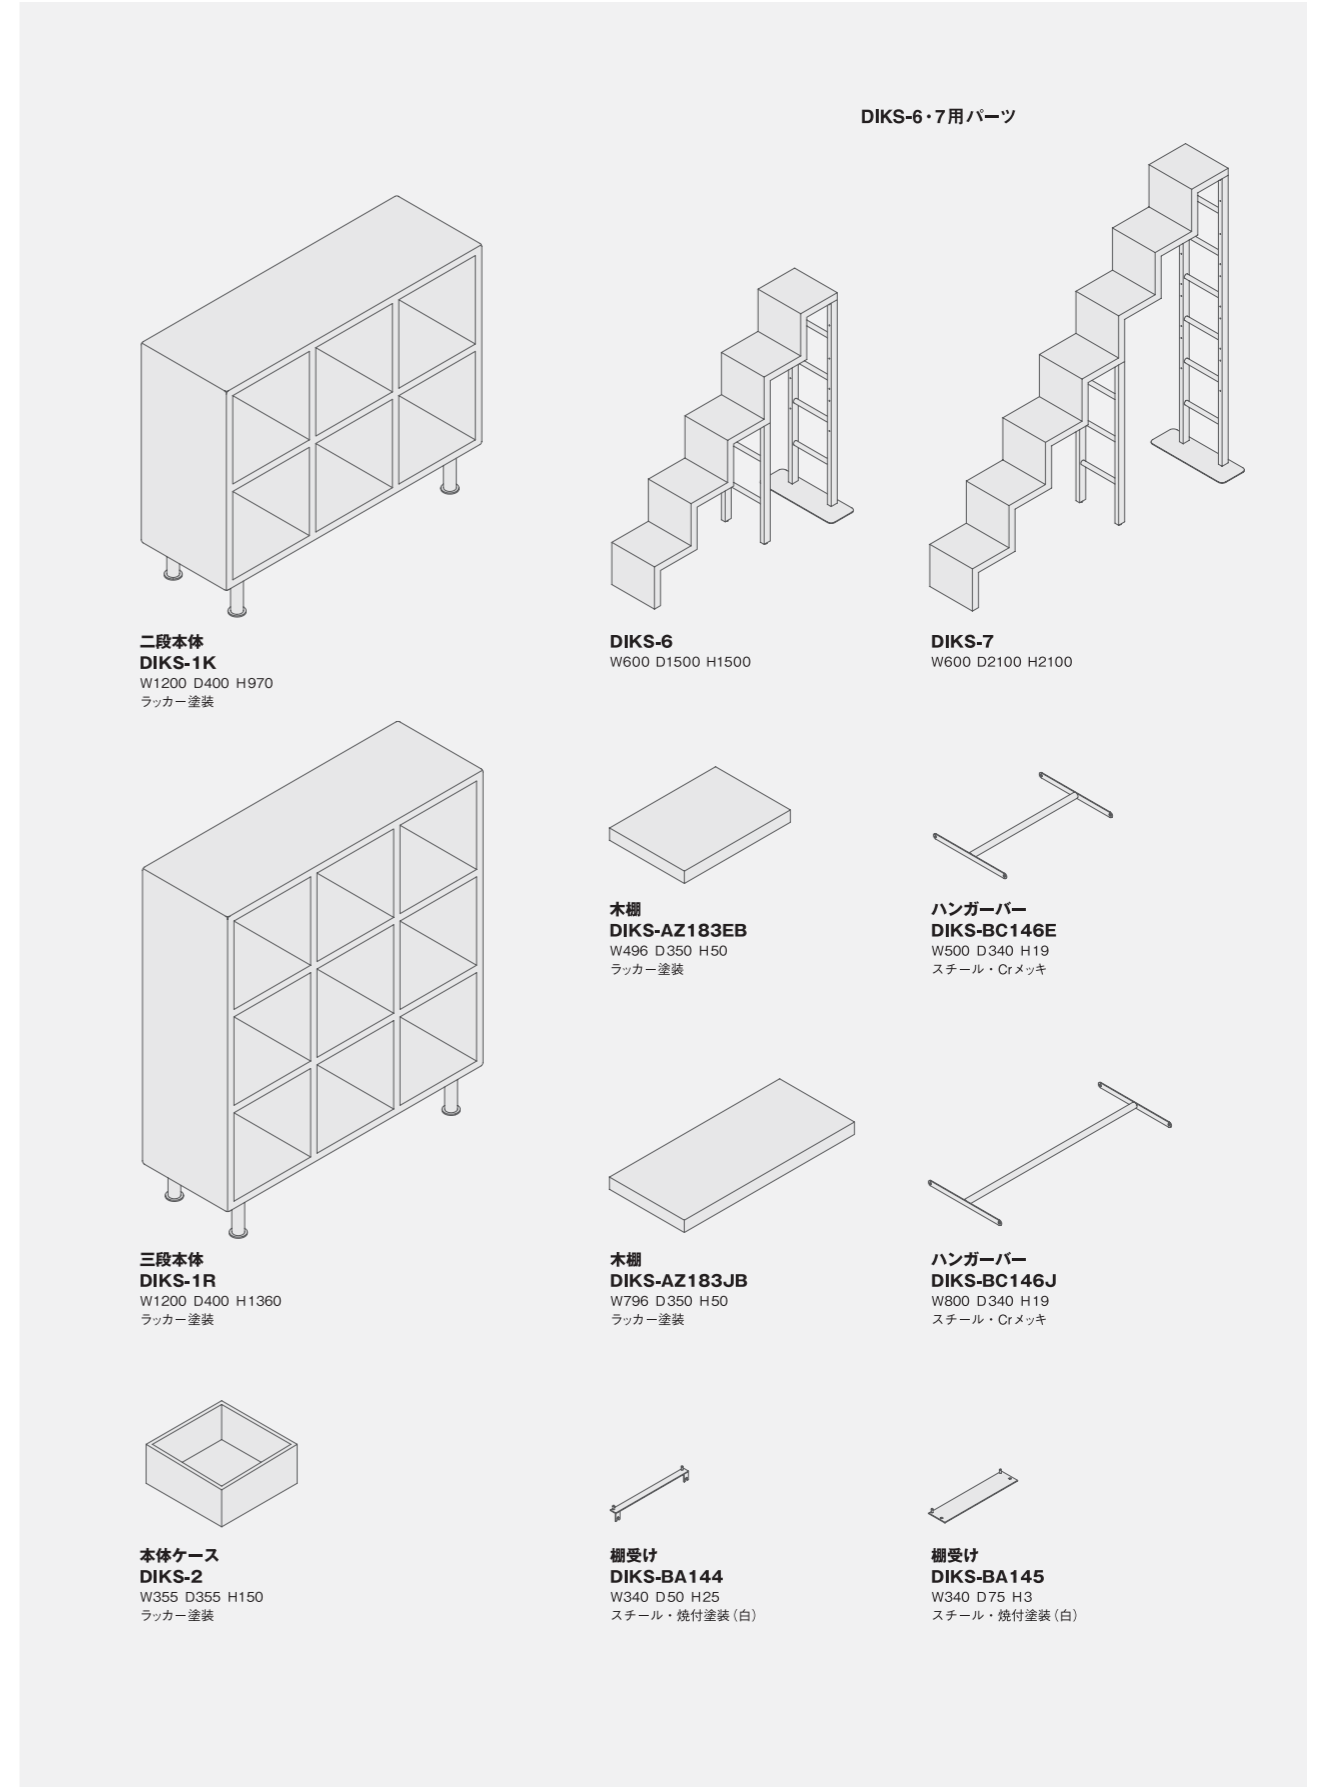 DIKS-6・7用パーツ
二段本体
DIKS-1K
W1200 D400 H970
ラッカー塗装
DIKS-6
W600 D1500 H1500
DIKS-7
W600 D2100 H2100
三段本体
DIKS-1R
W1200 D400 H1360
ラッカー塗装
木棚
DIKS-AZ183EB
W496 D350 H50
ラッカー塗装
ハンガーバー
DIKS-BC146E
W500 D340 H19
スチール・Crメッキ
木棚
DIKS-AZ183JB
W796 D350 H50
ラッカー塗装
ハンガーバー
DIKS-BC146J
W800 D340 H19
スチール・Crメッキ
本体ケース
DIKS-2
W355 D355 H150
ラッカー塗装
棚受け
DIKS-BA144
W340 D50 H25
スチール・焼付塗装(白)
棚受け
DIKS-BA145
W340 D75 H3
スチール・焼付塗装(白)